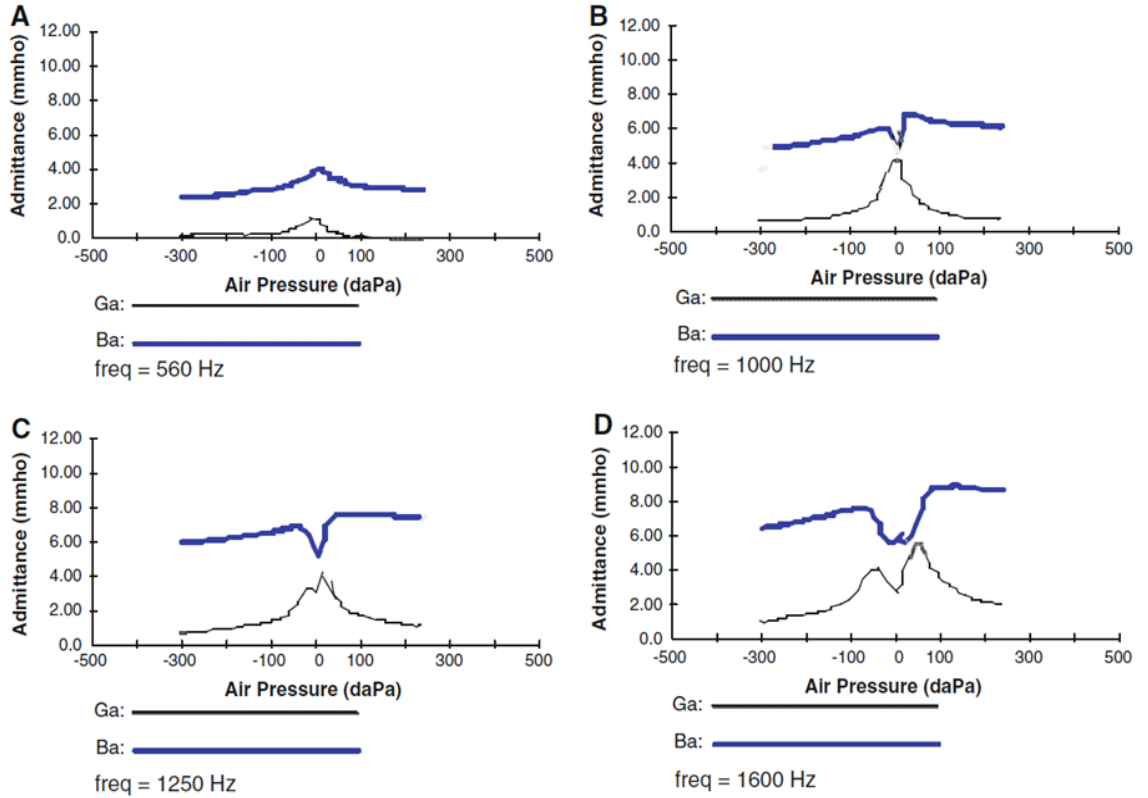 A
Admittance (mmho)
12.00
10.00
8.00
6.00
4.00
2.00
0.0
-500 -300 -100 0 100 300 500
Air Pressure (daPa)
Ga:
Ba:
freq = 560 Hz
B
Admittance (mmho)
12.00
10.00
8.00
6.00
4.00
2.00
0.0
-500 -300 -100 0 100 300 500
Air Pressure (daPa)
Ga:
Ba:
freq = 1000 Hz
C
Admittance (mmho)
12.00
10.00
8.00
6.00
4.00
2.00
0.0
-500 -300 -100 0 100 300 500
Air Pressure (daPa)
Ga:
Ba:
freq = 1250 Hz
D
Admittance (mmho)
12.00
10.00
8.00
6.00
4.00
2.00
0.0
-500 -300 -100 0 100 300 500
Air Pressure (daPa)
Ga:
Ba:
freq = 1600 Hz